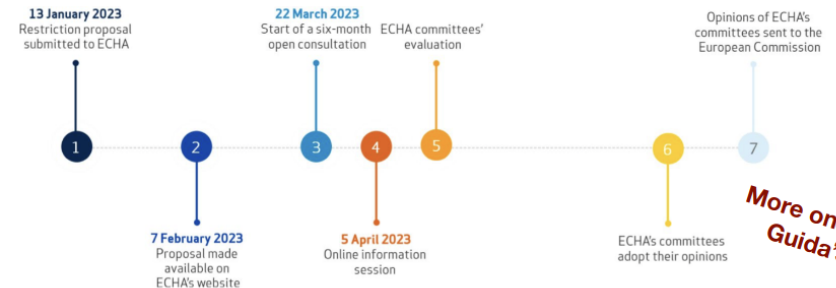 13 January 2023
Restriction proposal
submitted to ECHA
1
7 February 2023
Proposal made
available on
ECHA's website
2
22 March 2023
Start of a six-month
open consultation
3
5 April 2023
Online information
session
4
ECHA committees'
evaluation
5
ECHA's committees
adopt their opinions
6
Opinions of ECHA's
committees sent to the
European Commission
7
More on
Guida'